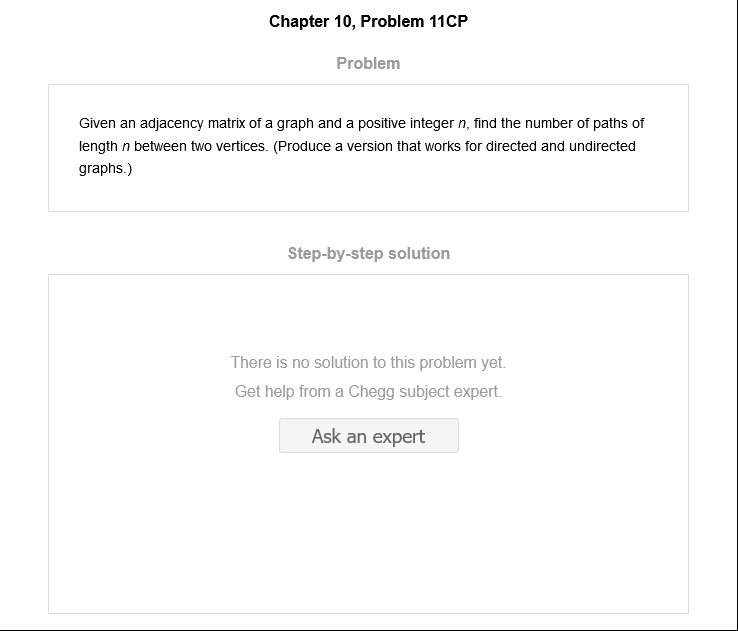 Chapter 10, Problem 11CP
Problem
Given an adjacency matrix of a graph and a positive integer n, find the number of paths of
length n between two vertices. (Produce a version that works for directed and undirected
graphs.)
Step-by-step solution
There is no solution to this problem yet.
Get help from a Chegg subject expert.
Ask an expert